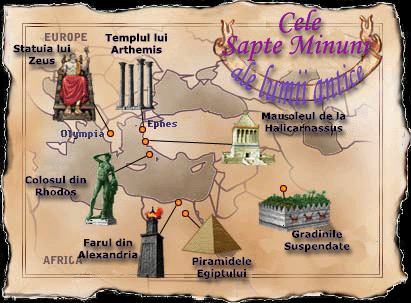 Cele
Sapte Minuni
ale lumii antice
EUROPE
Statuia lui
Zeus
Templul lui
Arthemis
Olympia
Ephes
Mausoleul de la
Halicarnassus
Colosul din
Rhodos
Farul din
Alexandria
Piramidele
Egiptului
Gradinile
Suspendate
AFRICA